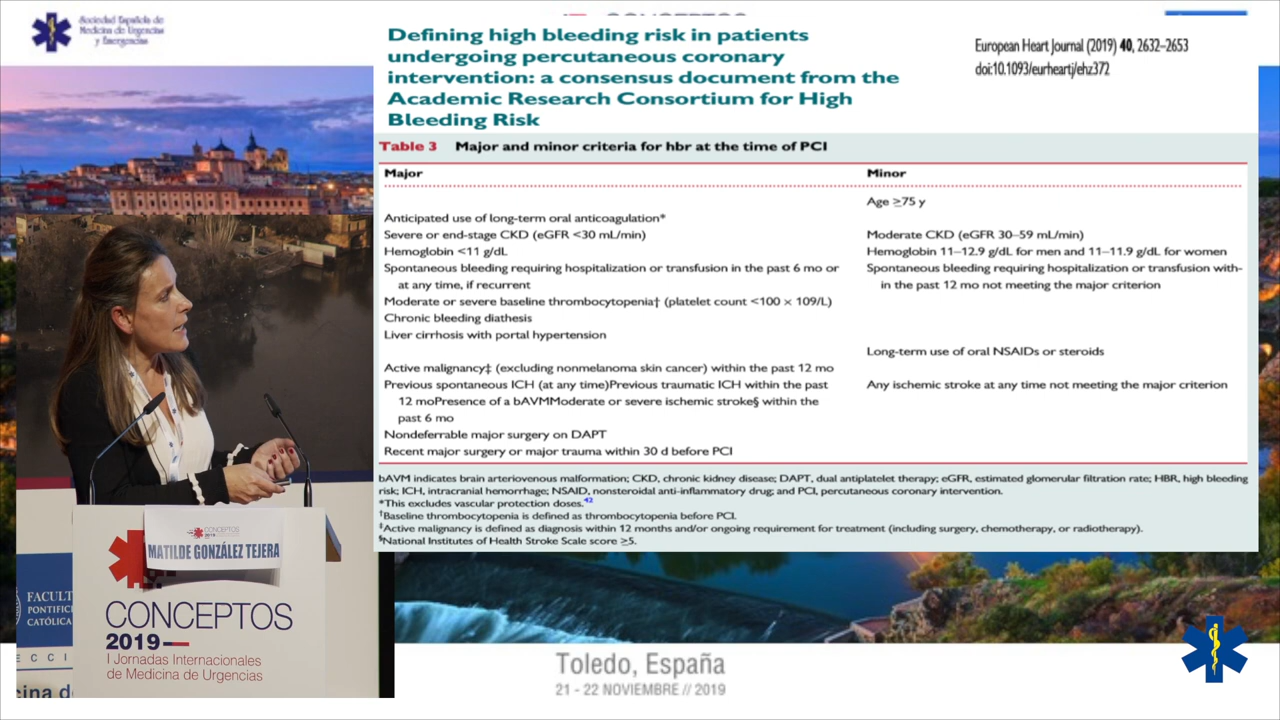 Sociedad Española de
Medicina de Urgencias
y Emergencias
CONCEPTOS
Defining high bleeding risk in patients
undergoing percutaneous coronary
intervention: a consensus document from the
Academic Research Consortium for High
Bleeding Risk
European Heart Journal (2019) 40, 2632–2653
doi:10.1093/eurheartj/ehz372
Table 3 Major and minor criteria for hbr at the time of PCI
Major Minor
Age ≥75 y
Anticipated use of long-term oral anticoagulation*
Severe or end-stage CKD (eGFR <30 mL/min) Moderate CKD (eGFR 30–59 mL/min)
Hemoglobin <11 g/dL Hemoglobin 11–12.9 g/dL for men and 11–11.9 g/dL for women
Spontaneous bleeding requiring hospitalization or transfusion in the past 6 mo or Spontaneous bleeding requiring hospitalization or transfusion with-
at any time, if recurrent in the past 12 mo not meeting the major criterion
Moderate or severe baseline thrombocytopenia† (platelet count <100 × 109/L)
Chronic bleeding diathesis
Liver cirrhosis with portal hypertension
Long-term use of oral NSAIDs or steroids
Active malignancy‡ (excluding nonmelanoma skin cancer) within the past 12 mo
Previous spontaneous ICH (at any time)Previous traumatic ICH within the past Any ischemic stroke at any time not meeting the major criterion
12 moPresence of a bAVMModerate or severe ischemic stroke§ within the
past 6 mo
Nondeferrable major surgery on DAPT
Recent major surgery or major trauma within 30 d before PCI
bAVM indicates brain arteriovenous malformation; CKD, chronic kidney disease; DAPT, dual antiplatelet therapy; eGFR, estimated glomerular filtration rate; HBR, high bleeding
risk; ICH, intracranial hemorrhage; NSAID, nonsteroidal anti-inflammatory drug; and PCI, percutaneous coronary intervention.
*This excludes vascular protection doses.42
†Baseline thrombocytopenia is defined as thrombocytopenia before PCI.
‡Active malignancy is defined as diagnosis within 12 months and/or ongoing requirement for treatment (including surgery, chemotherapy, or radiotherapy).
§National Institutes of Health Stroke Scale score ≥5.
CONCEPTOS
2019
MATILDE GONZÁLEZ TEJERA
FACULT
PONTIFIC
CATÓLICA
ECCI
cina d
CONCEPTOS
2019
I Jornadas Internacionales
de Medicina de Urgencias
Toledo, España
21 - 22 NOVIEMBRE // 2019